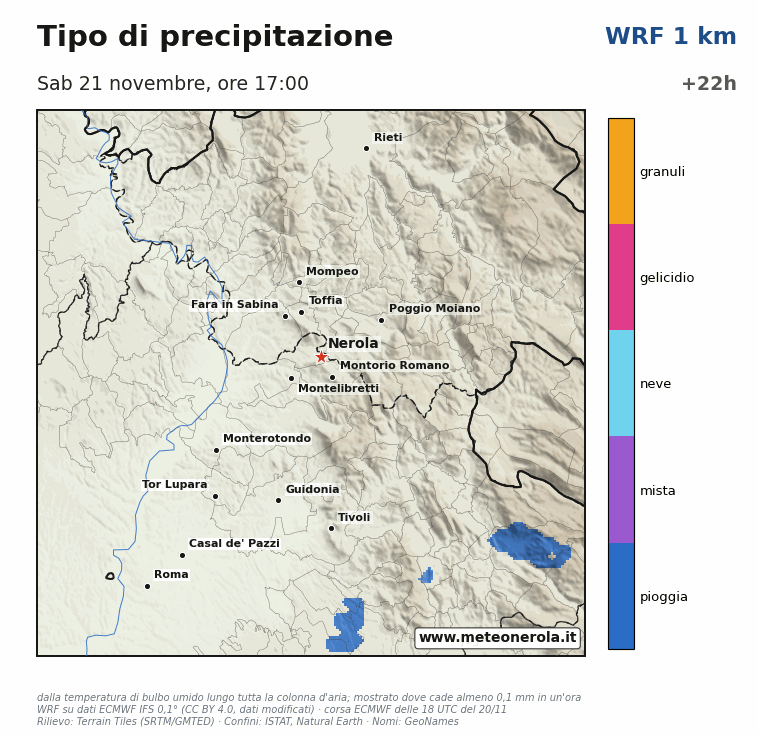 Tipo di precipitazione
WRF 1 km
Sab 21 novembre, ore 17:00
+22h
Rieti
granuli
gelicidio
Mompeo
Toffia
Fara in Sabina
Poggio Moiano
Nerola
Montorio Romano
neve
Montelibretti
Monterotondo
Tor Lupara
Guidonia
mista
Tivoli
Casal de' Pazzi
Roma
pioggia
www.meteonerola.it
dalla temperatura di bulbo umido lungo tutta la colonna d'aria; mostrato dove cade almeno 0,1 mm in un'ora
WRF su dati ECMWF IFS 0,1° (CC BY 4.0, dati modificati) · corsa ECMWF delle 18 UTC del 20/11
Rilievo: Terrain Tiles (SRTM/GMTED) · Confini: ISTAT, Natural Earth · Nomi: GeoNames